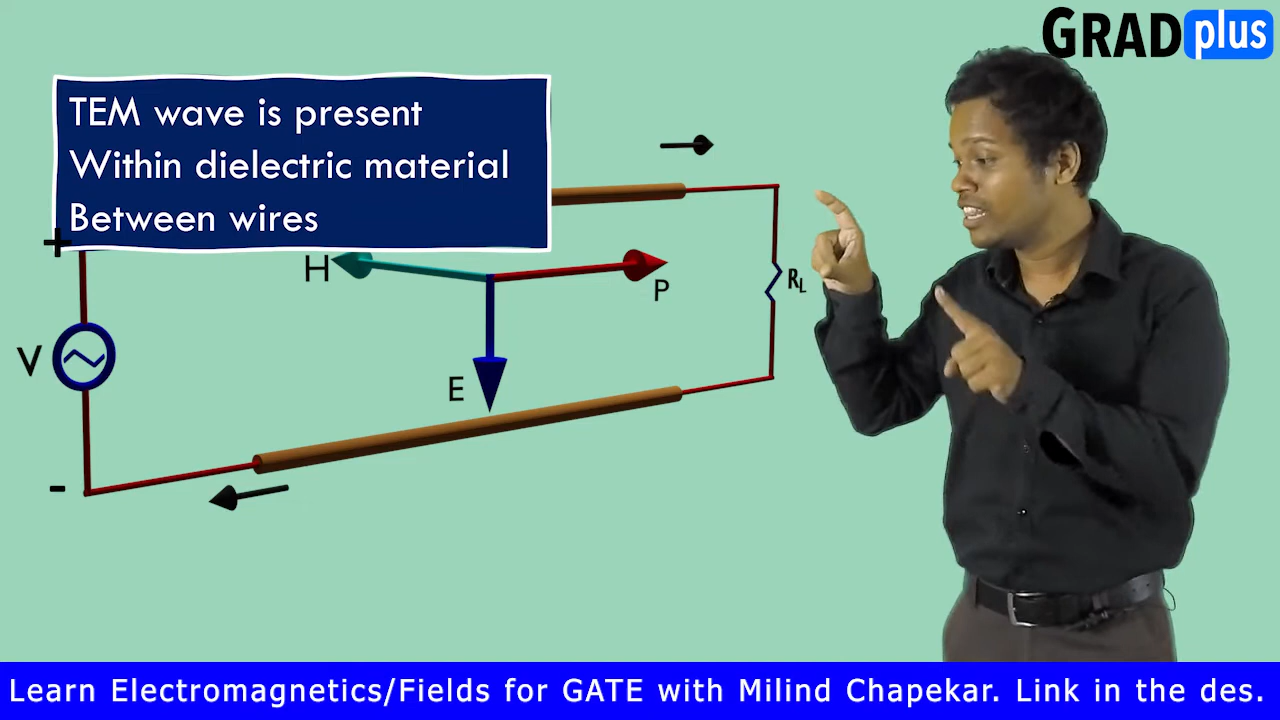 GRADplus
TEM wave is present
Within dielectric material
Between wires
+
H
P
RL
V
E
-
Learn Electromagnetics/Fields for GATE with Milind Chapekar. Link in the des.